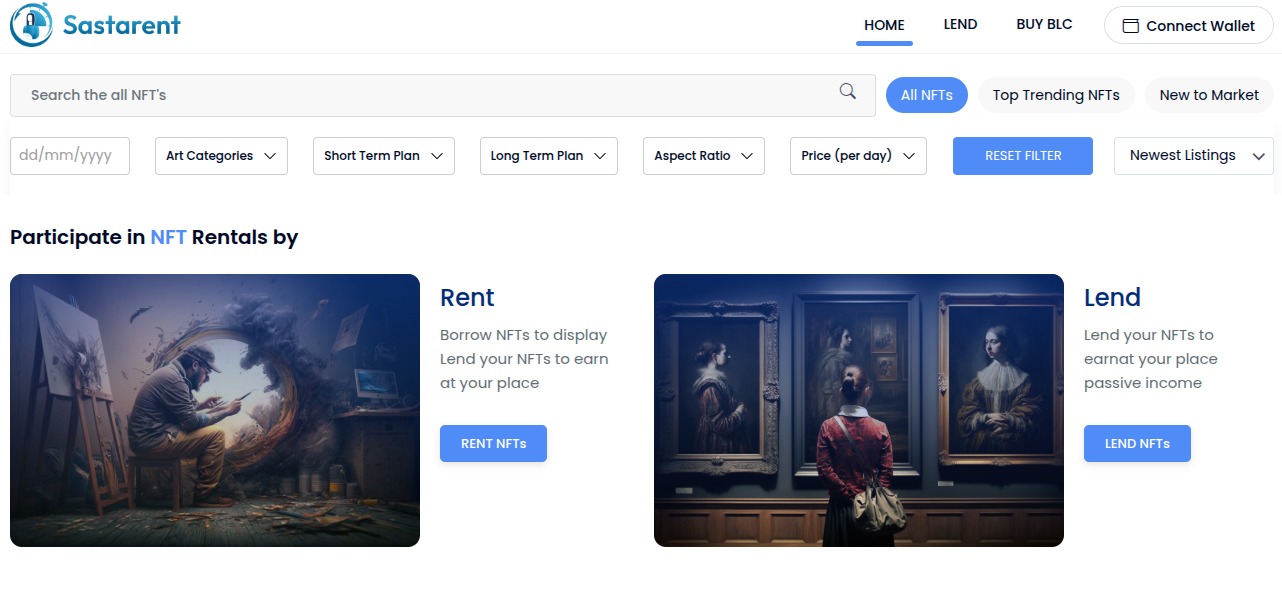 Sastarent
HOME
LEND
BUY BLC
Connect Wallet
Search the all NFT's
All NFTs
Top Trending NFTs
New to Market
dd/mm/yyyy
Art Categories
Short Term Plan
Long Term Plan
Aspect Ratio
Price (per day)
RESET FILTER
Newest Listings
Participate in NFT Rentals by
Rent
Borrow NFTs to display
Lend your NFTs to earn
at your place
RENT NFTs
Lend
Lend your NFTs to
earnat your place
passive income
LEND NFTs